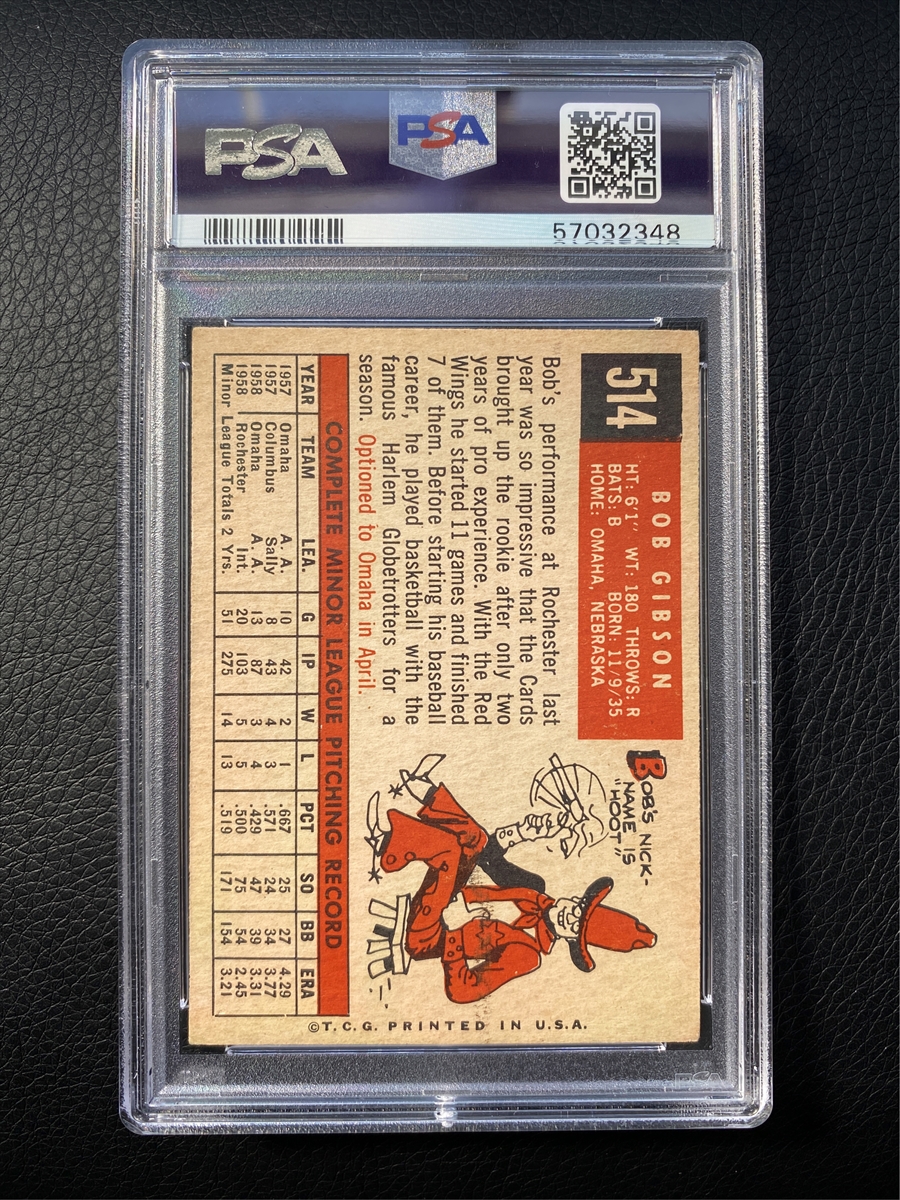 PSA
PSA
57032348
514
BOB GIBSON
HT: 6'1" WT: 180 THROWS: R
BATS: B BORN: 11/9/35
HOME: OMAHA, NEBRASKA
Bob's performance at Rochester last
year was so impressive that the Cards
brought up the rookie after only two
years of pro experience. With the Red
Wings he started 11 games and finished
7 of them. Before starting his baseball
career, he played basketball with the
famous Harlem Globetrotters for a
season. Optioned to Omaha in April.
BOB'S NICK-
NAME IS
"HOOT"
COMPLETE MINOR LEAGUE PITCHING RECORD
YEAR TEAM LEA. G IP W L PCT SO BB ERA
1957 Omaha A. A. 10 42 2 1 .667 25 27 4.29
1957 Columbus Sally 8 43 4 3 .571 24 34 3.77
1958 Omaha A. A. 13 87 3 4 .429 47 39 3.31
1958 Rochester Int. 20 103 5 5 .500 75 54 2.45
Minor League Totals 2 Yrs. 51 275 14 13 .519 171 154 3.21
©T.C.G. PRINTED IN U.S.A.
PSA